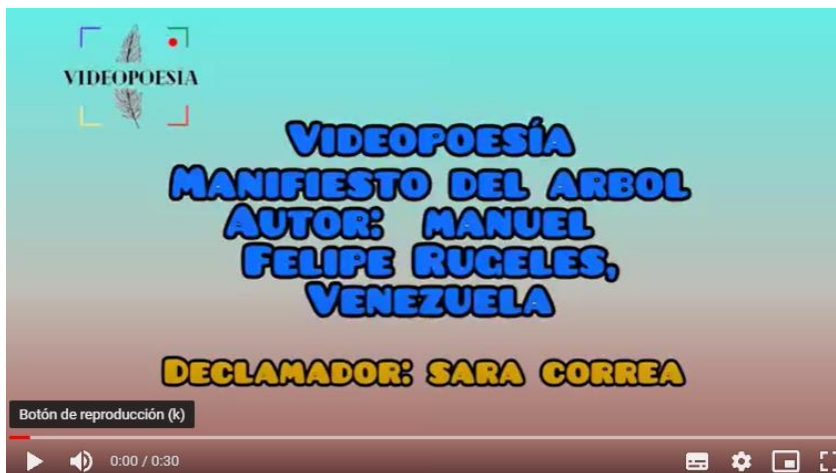 VIDEOPOESIA
VIDEOPOESÍA
MANIFIESTO DEL ARBOL
AUTOR: MANUEL
FELIPE RUGELES,
VENEZUELA
DECLAMADOR: SARA CORREA
Botón de reproducción (k)
0:00 / 0:30